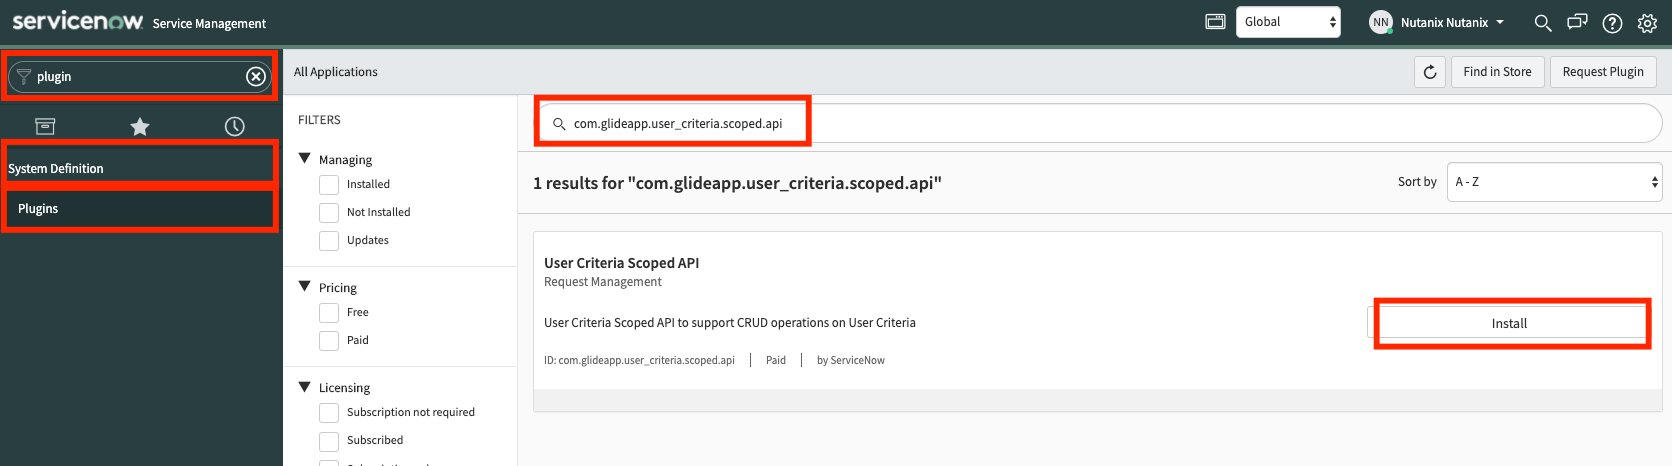 servicenow Service Management
Global
NN Nutanix Nutanix
plugin
System Definition
Plugins
All Applications
Find in Store
Request Plugin
FILTERS
Managing
Installed
Not Installed
Updates
Pricing
Free
Paid
Licensing
Subscription not required
Subscribed
com.glideapp.user_criteria.scoped.api
1 results for "com.glideapp.user_criteria.scoped.api"
Sort by
A - Z
User Criteria Scoped API
Request Management
User Criteria Scoped API to support CRUD operations on User Criteria
Install
ID: com.glideapp.user_criteria.scoped.api | Paid | by ServiceNow